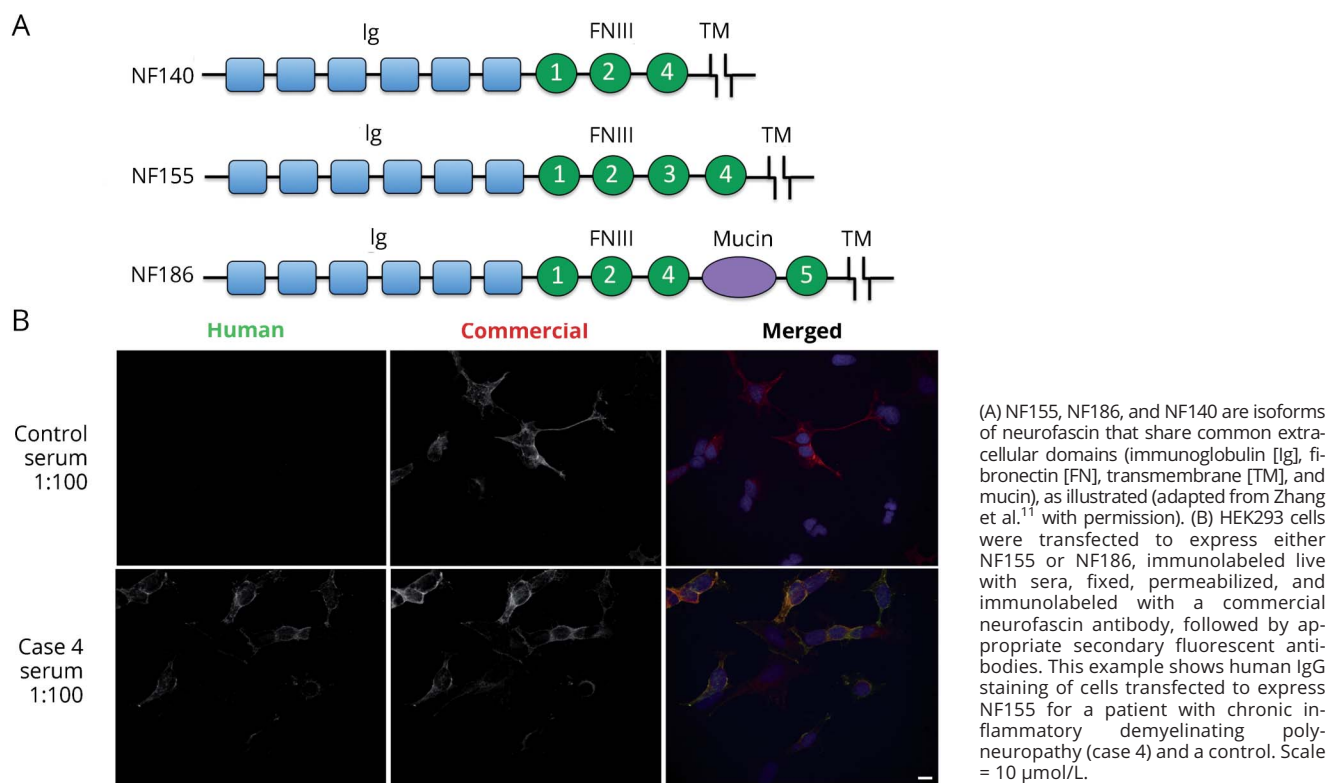 A
Ig FNIII TM
NF140
1 2 4
Ig FNIII TM
NF155
1 2 3 4
Ig FNIII Mucin TM
NF186
1 2 4 5
B
Human Commercial Merged
Control
serum
1:100
Case 4
serum
1:100
(A) NF155, NF186, and NF140 are isoforms
of neurofascin that share common extra-
cellular domains (immunoglobulin [Ig], fi-
bronectin [FN], transmembrane [TM], and
mucin), as illustrated (adapted from Zhang
et al.11 with permission). (B) HEK293 cells
were transfected to express either
NF155 or NF186, immunolabeled live
with sera, fixed, permeabilized, and
immunolabeled with a commercial
neurofascin antibody, followed by ap-
propriate secondary fluorescent anti-
bodies. This example shows human IgG
staining of cells transfected to express
NF155 for a patient with chronic in-
flammatory demyelinating poly-
neuropathy (case 4) and a control. Scale
= 10 μmol/L.